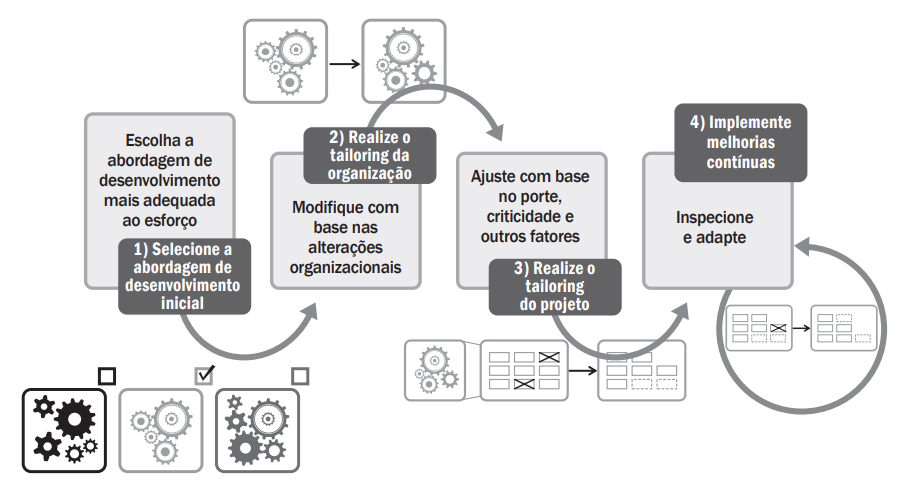 Escolha a
abordagem de
desenvolvimento
mais adequada
ao esforço
1) Selecione a
abordagem de
desenvolvimento
inicial
2) Realize o
tailoring da
organização
Modifique com
base nas
alterações
organizacionais
Ajuste com base
no porte,
criticidade e
outros fatores
3) Realize o
tailoring
do projeto
4) Implemente
melhorias
contínuas
Inspecione
e adapte